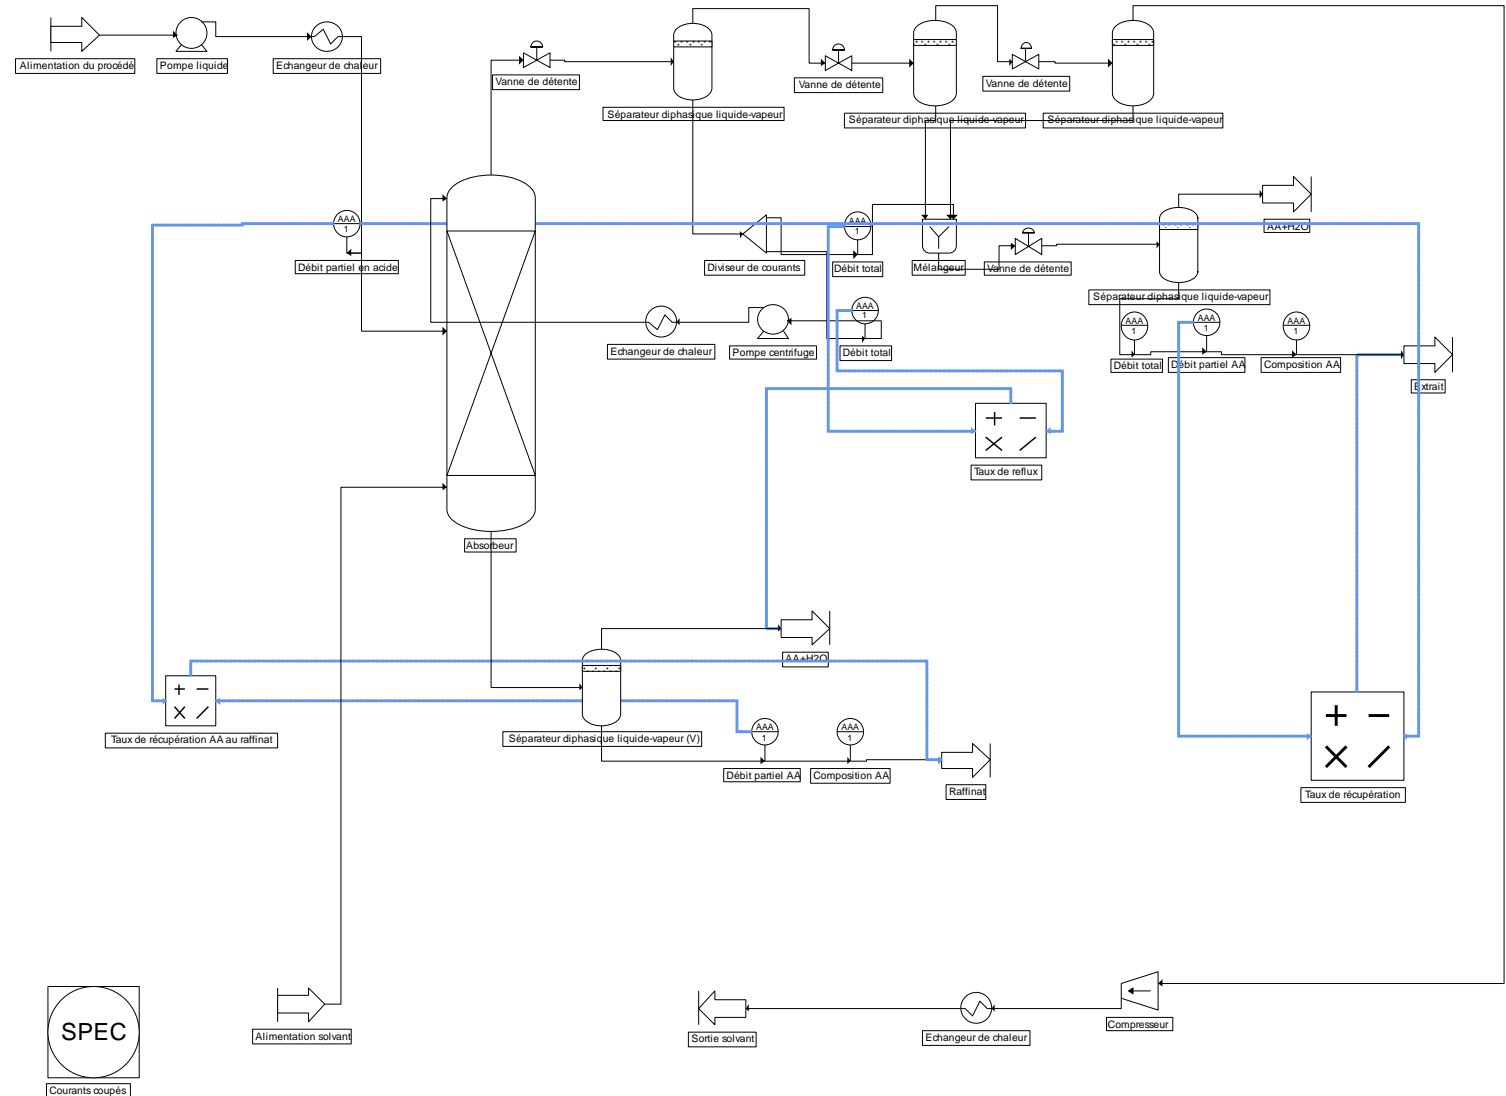 Alimentation du procédé
Pompe liquide
Echangeur de chaleur
Vanne de détente
Séparateur diphasique liquide-vapeur
Vanne de détente
Séparateur diphasique liquide-vapeur
Vanne de détente
Séparateur diphasique liquide-vapeur
AAA
1
Débit partiel en acide
Diviseur de courants
AAA
1
Débit total
Mélangeur
Vanne de détente
AA+H2O
Séparateur diphasique liquide-vapeur
Echangeur de chaleur
Pompe centrifuge
AAA
1
Débit total
AAA
1
Débit total
AAA
1
Débit partiel AA
AAA
1
Composition AA
Extrait
Taux de reflux
Absorbeur
AA+H2O
Taux de récupération AA au raffinat
Séparateur diphasique liquide-vapeur (V)
AAA
1
Débit partiel AA
AAA
1
Composition AA
Raffinat
Taux de récupération
SPEC
Courants coupés
Alimentation solvant
Sortie solvant
Echangeur de chaleur
Compresseur